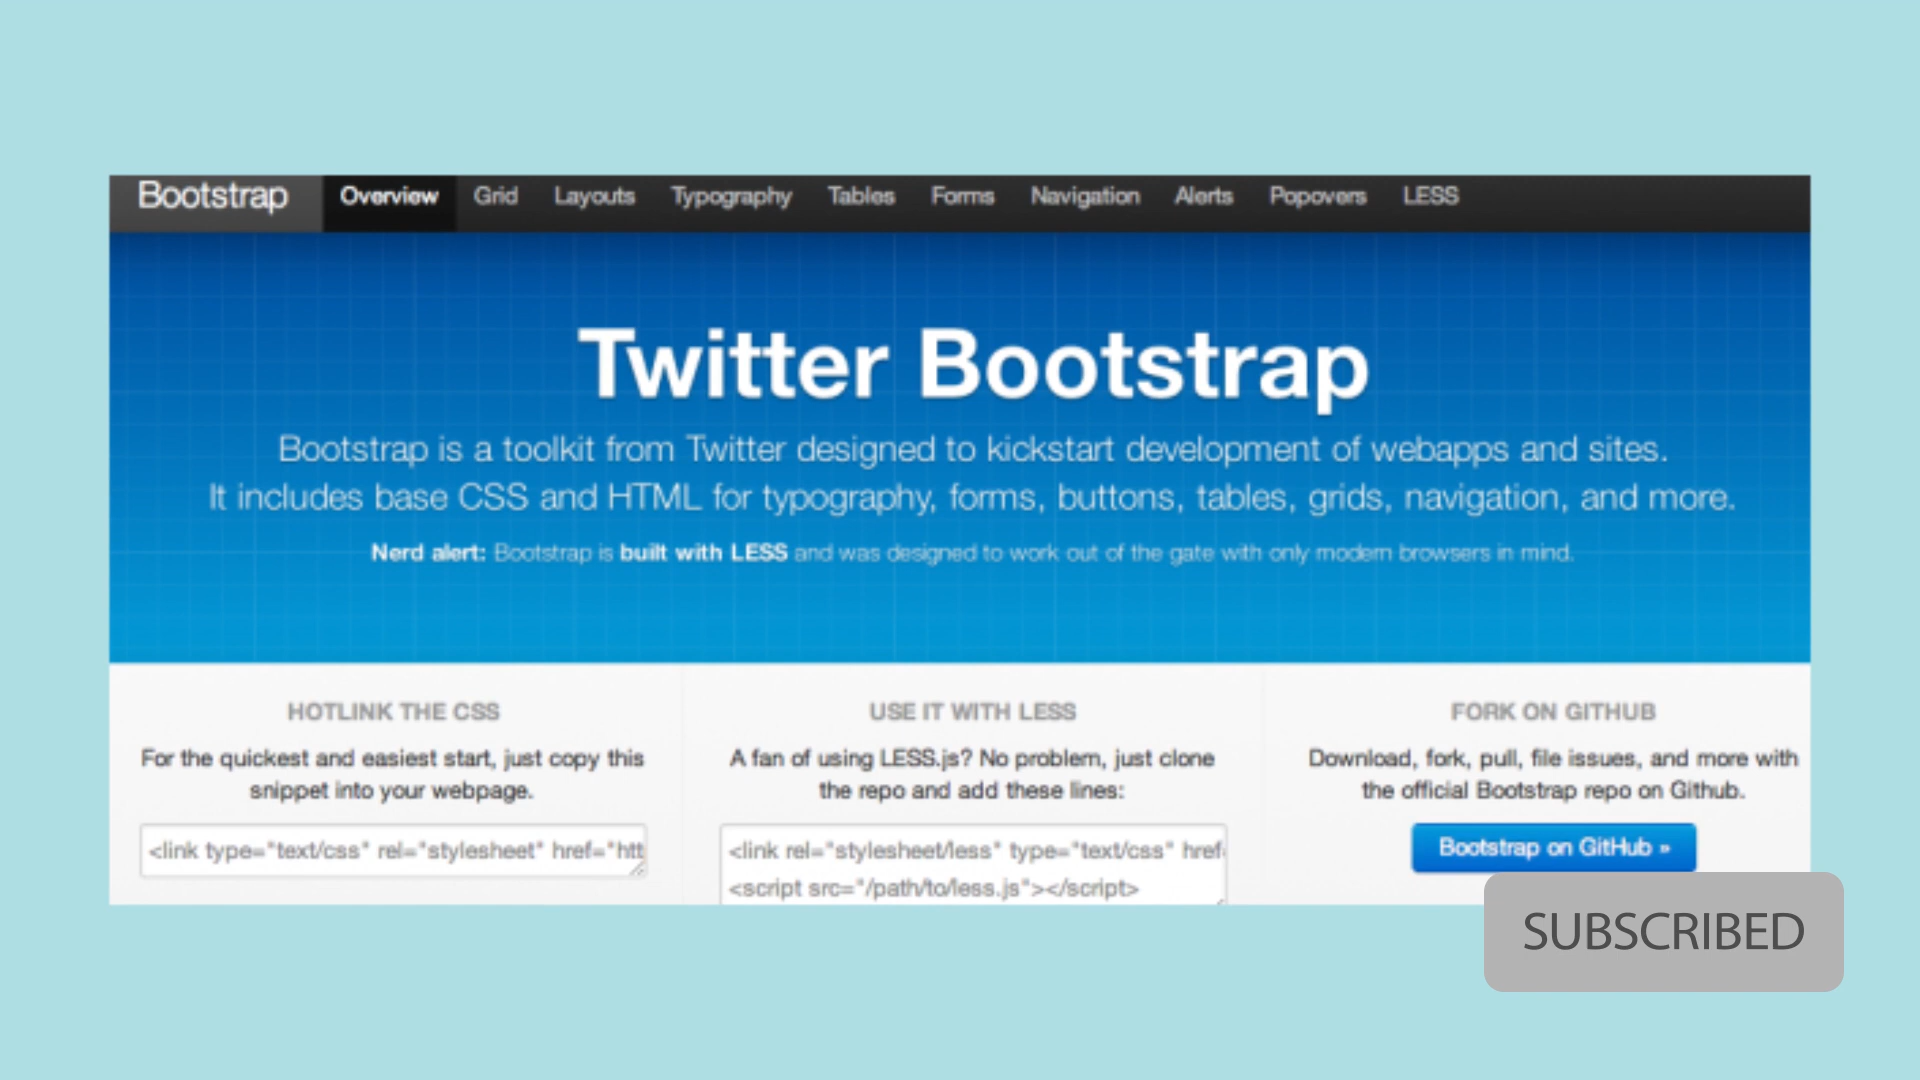 Bootstrap Overview Grid Layouts Typography Tables Forms Navigation Alerts Popovers LESS
Twitter Bootstrap
Bootstrap is a toolkit from Twitter designed to kickstart development of webapps and sites.
It includes base CSS and HTML for typography, forms, buttons, tables, grids, navigation, and more.
Nerd alert: Bootstrap is built with LESS and was designed to work out of the gate with only modern browsers in mind.
HOTLINK THE CSS
For the quickest and easiest start, just copy this
snippet into your webpage.
<link type="text/css" rel="stylesheet" href="htt
USE IT WITH LESS
A fan of using LESS.js? No problem, just clone
the repo and add these lines:
<link rel="stylesheet/less" type="text/css" href
<script src="/path/to/less.js"></script>
FORK ON GITHUB
Download, fork, pull, file issues, and more with
the official Bootstrap repo on Github.
Bootstrap on GitHub »
SUBSCRIBED